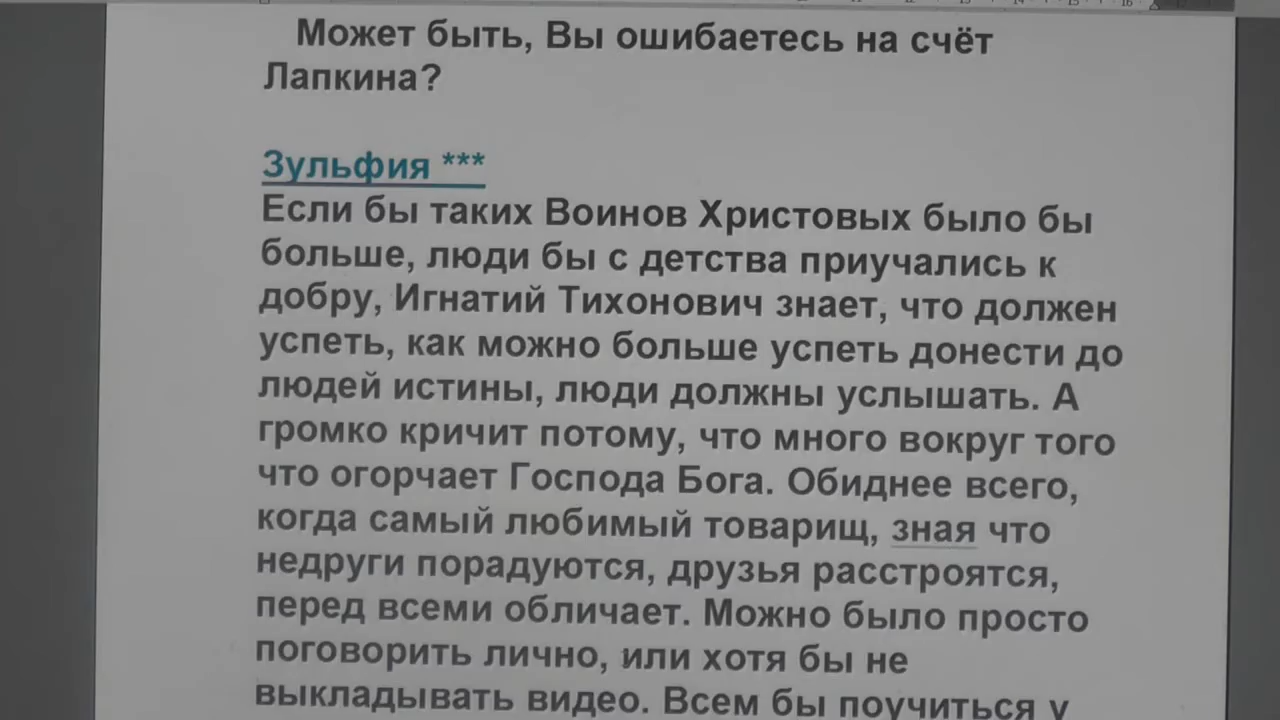 Может быть, Вы ошибаетесь на счёт
Лапкина?
Зульфия ***
Если бы таких Воинов Христовых было бы
больше, люди бы с детства приучались к
добру, Игнатий Тихонович знает, что должен
успеть, как можно больше успеть донести до
людей истины, люди должны услышать. А
громко кричит потому, что много вокруг того
что огорчает Господа Бога. Обиднее всего,
когда самый любимый товарищ, зная что
недруги порадуются, друзья расстроятся,
перед всеми обличает. Можно было просто
поговорить лично, или хотя бы не
выкладывать видео. Всем бы поучиться у